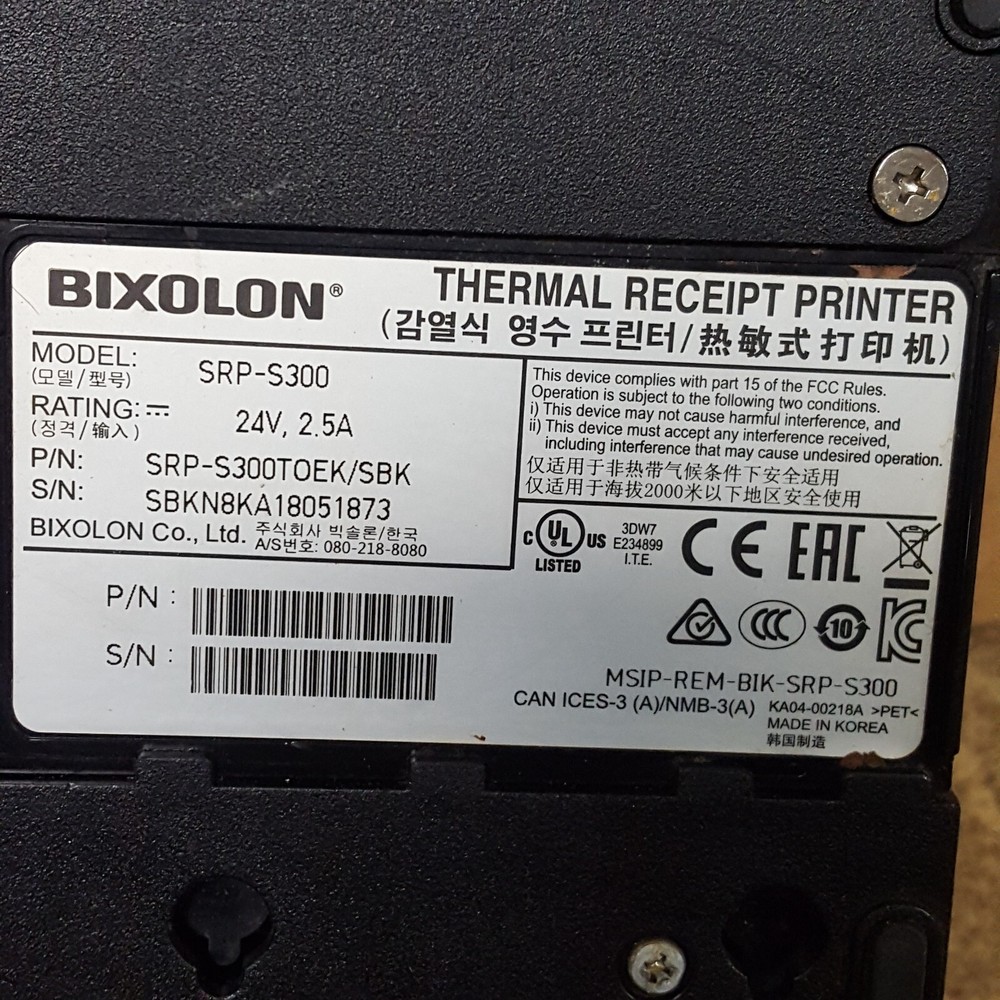 BIXOLON®
THERMAL RECEIPT PRINTER
(감열식 영수 프린터/热敏式打印机)
MODEL: SRP-S300
(모델/型号)
RATING: ⎓ 24V, 2.5A
(정격/输入)
P/N: SRP-S300TOEK/SBK
S/N: SBKN8KA18051873
BIXOLON Co., Ltd. 주식회사 빅솔론/한국
A/S번호: 080-218-8080
This device complies with part 15 of the FCC Rules.
Operation is subject to the following two conditions.
i) This device may not cause harmful interference, and
ii) This device must accept any interference received,
including interference that may cause undesired operation.
仅适用于非热带气候条件下安全适用
仅适用于海拔2000米以下地区安全使用
C UL US
LISTED
3DW7
E234899
I.T.E.
CE EAC
CCC 10 KC
P/N :
S/N :
MSIP-REM-BIK-SRP-S300
CAN ICES-3 (A)/NMB-3(A) KA04-00218A >PET<
MADE IN KOREA
韩国制造